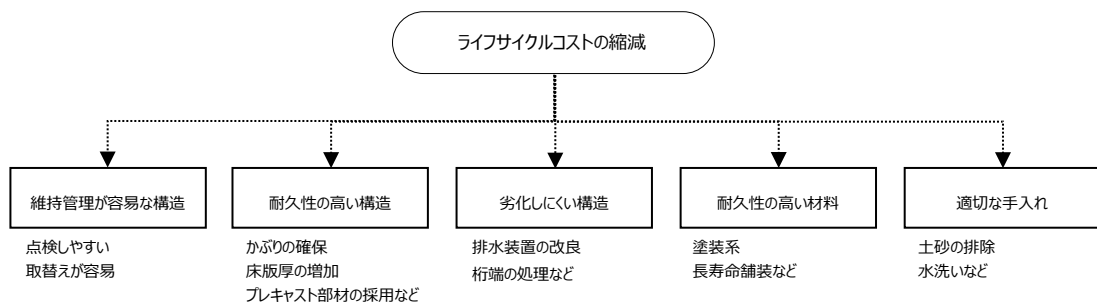 ライフサイクルコストの縮減
維持管理が容易な構造
点検しやすい
取替えが容易
耐久性の高い構造
かぶりの確保
床版厚の増加
プレキャスト部材の採用など
劣化しにくい構造
排水装置の改良
桁端の処理など
耐久性の高い材料
塗装系
長寿命舗装など
適切な手入れ
土砂の排除
水洗いなど